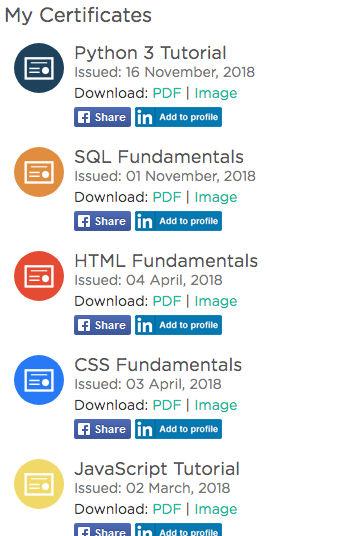 My Certificates
Python 3 Tutorial
Issued: 16 November, 2018
Download: PDF | Image
f Share in Add to profile
SQL Fundamentals
Issued: 01 November, 2018
Download: PDF | Image
f Share in Add to profile
HTML Fundamentals
Issued: 04 April, 2018
Download: PDF | Image
f Share in Add to profile
CSS Fundamentals
Issued: 03 April, 2018
Download: PDF | Image
f Share in Add to profile
JavaScript Tutorial
Issued: 02 March, 2018
Download: PDF | Image
f Share in Add to profile